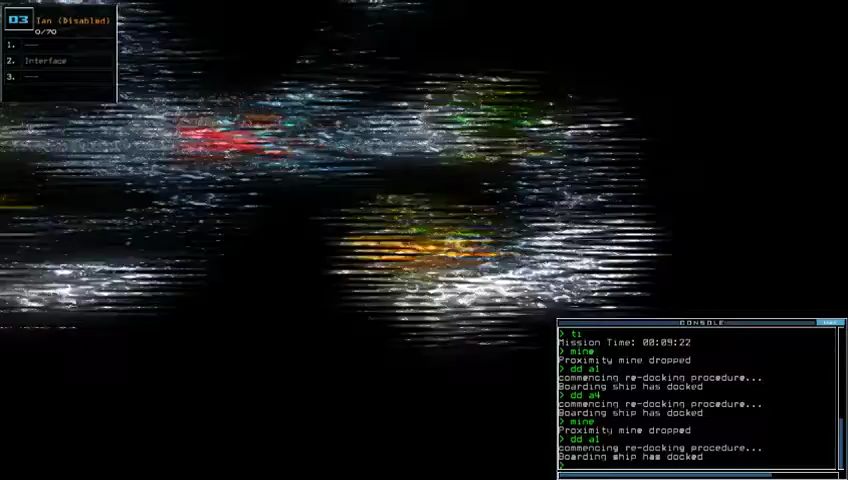 03 Ian (Disabled)
0/70
1. ---
2. Interface
3. ---
CONSOLE
> ti
Mission Time: 00:09:22
> mine
Proximity mine dropped
> dd a1
commencing re-docking procedure...
Boarding ship has docked
> dd a4
commencing re-docking procedure...
Boarding ship has docked
> mine
Proximity mine dropped
> dd a1
commencing re-docking procedure...
Boarding ship has docked
>